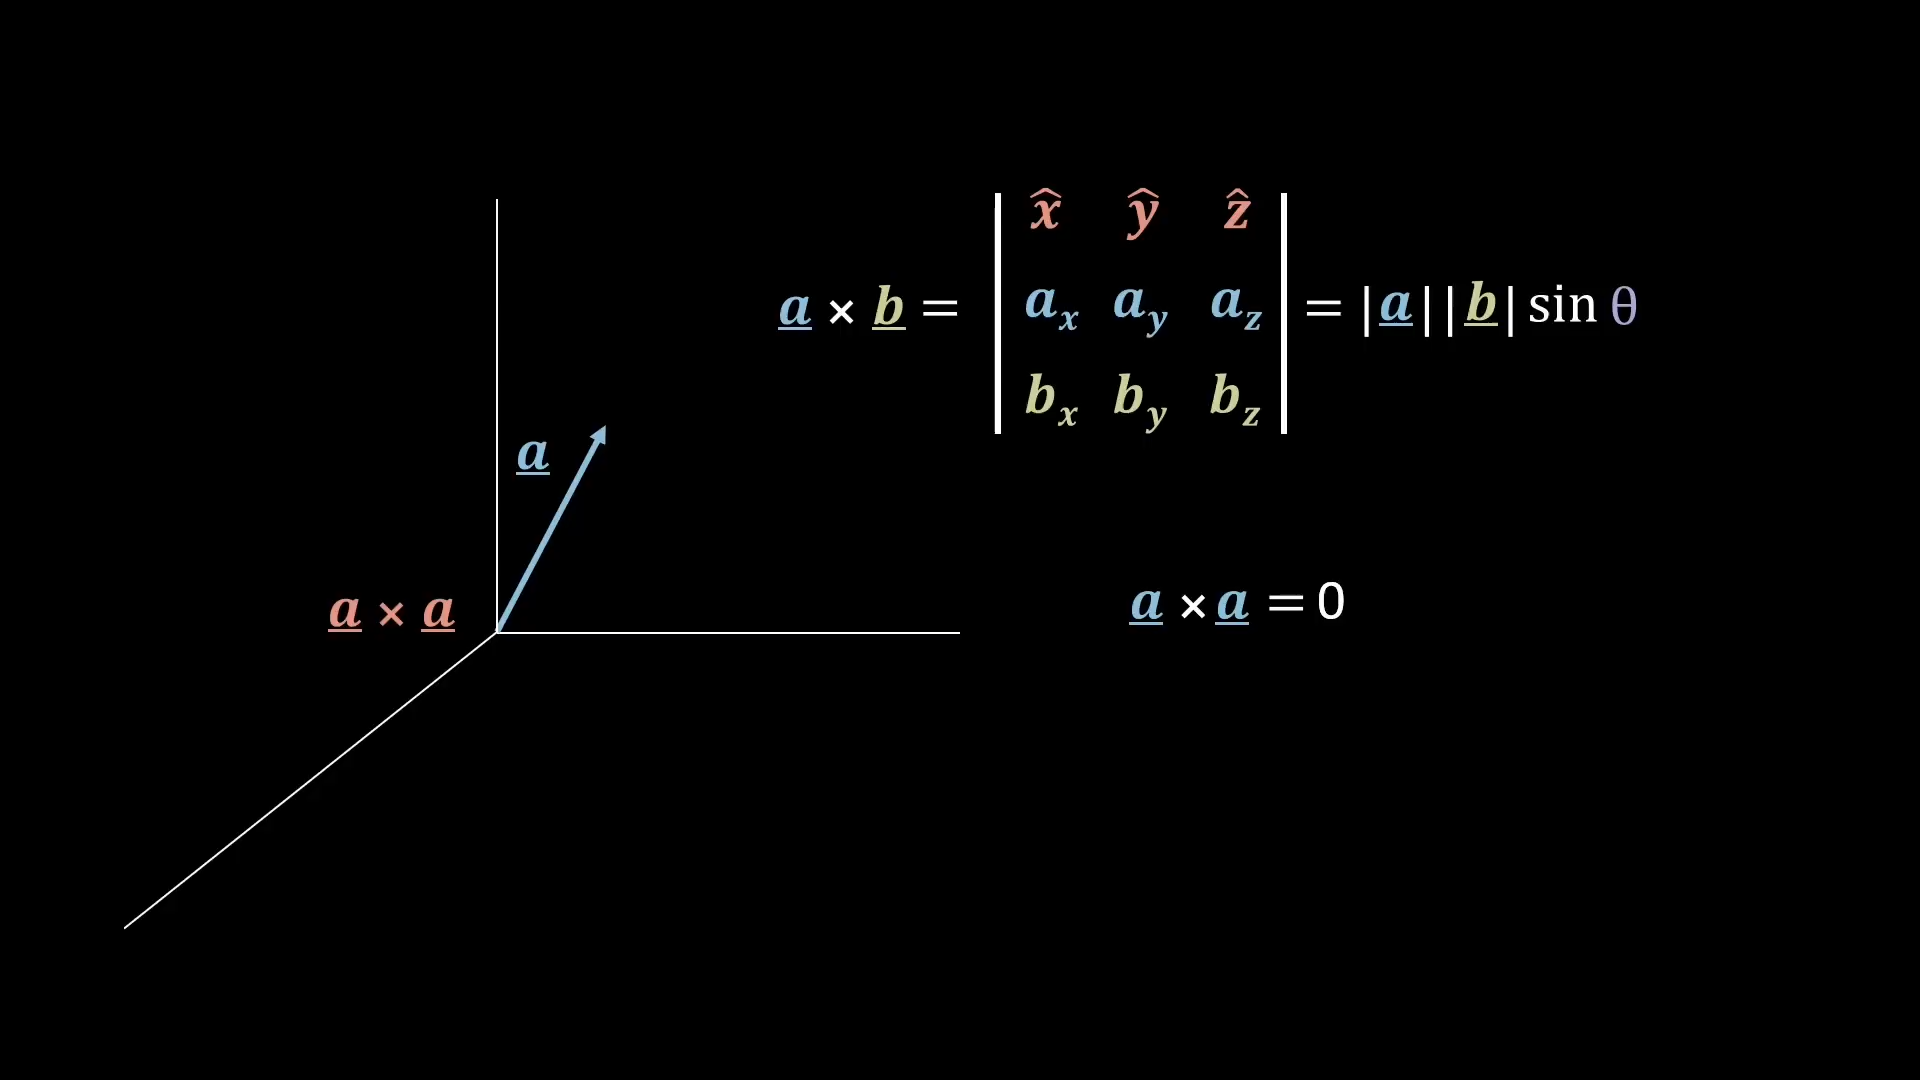 x̂ ŷ ẑ
a × b = | a_x a_y a_z | = |a||b| sin θ
b_x b_y b_z
a
a × a
a × a = 0